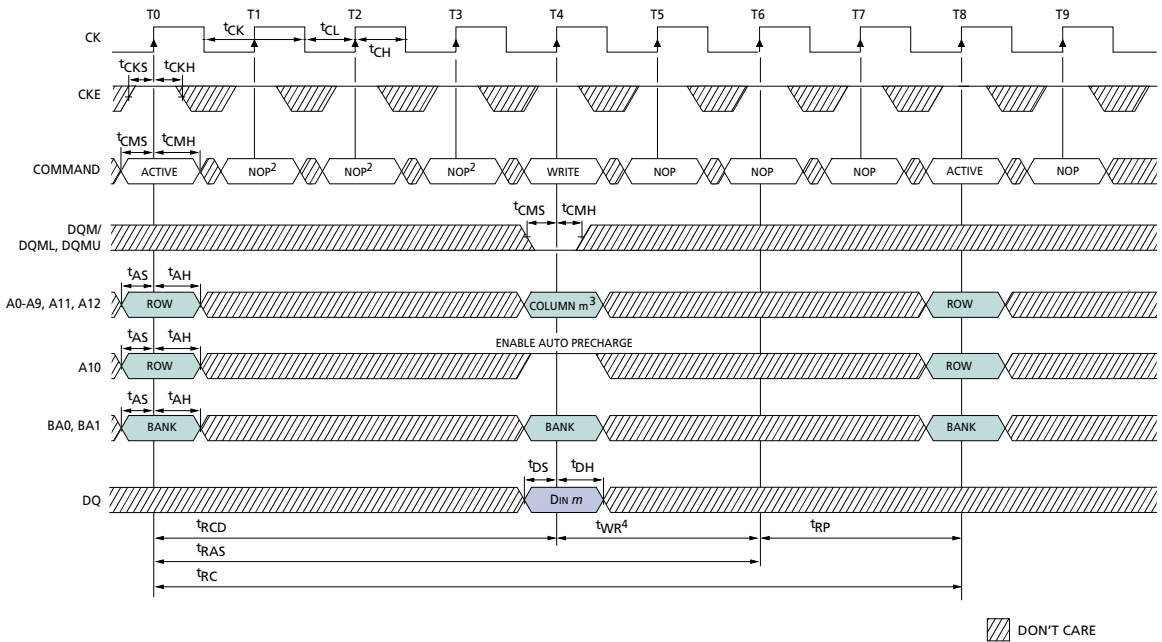 T0 T1 T2 T3 T4 T5 T6 T7 T8 T9
CK tCK tCL tCH
tCKS tCKH
CKE
tCMS tCMH
COMMAND ACTIVE NOP2 NOP2 NOP2 WRITE NOP NOP NOP ACTIVE NOP
tCMS tCMH
DQM/
DQML, DQMU
tAS tAH
A0-A9, A11, A12 ROW COLUMN m3 ROW
tAS tAH ENABLE AUTO PRECHARGE
A10 ROW ROW
tAS tAH
BA0, BA1 BANK BANK BANK
tDS tDH
DQ DIN m
tRCD tWR4 tRP
tRAS
tRC
DON'T CARE